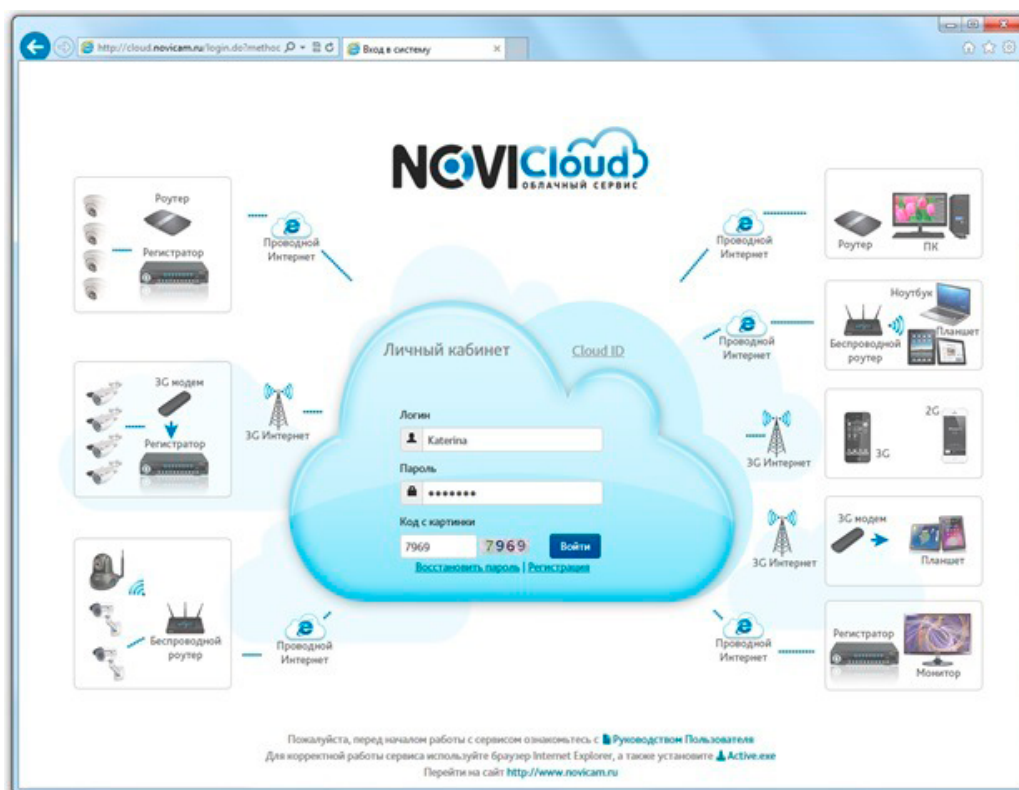 http://cloud.novicam.ru/login.do?methoc
Вход в систему
NOVICloud
ОБЛАЧНЫЙ СЕРВИС
Роутер
Регистратор
Проводной
Интернет
3G модем
Регистратор
3G Интернет
Беспроводной
роутер
Проводной
Интернет
Личный кабинет
Cloud ID
Логин
Katerina
Пароль
•••••••
Код с картинки
7969
7969
Войти
Восстановить пароль | Регистрация
Проводной
Интернет
Роутер
ПК
Проводной
Интернет
Ноутбук
Планшет
Беспроводной
роутер
3G Интернет
2G
3G
3G Интернет
3G модем
Планшет
Проводной
Интернет
Регистратор
Монитор
Пожалуйста, перед началом работы с сервисом ознакомьтесь с Руководством Пользователя
Для корректной работы сервиса используйте браузер Internet Explorer, а также установите Active.exe
Перейти на сайт http://www.novicam.ru